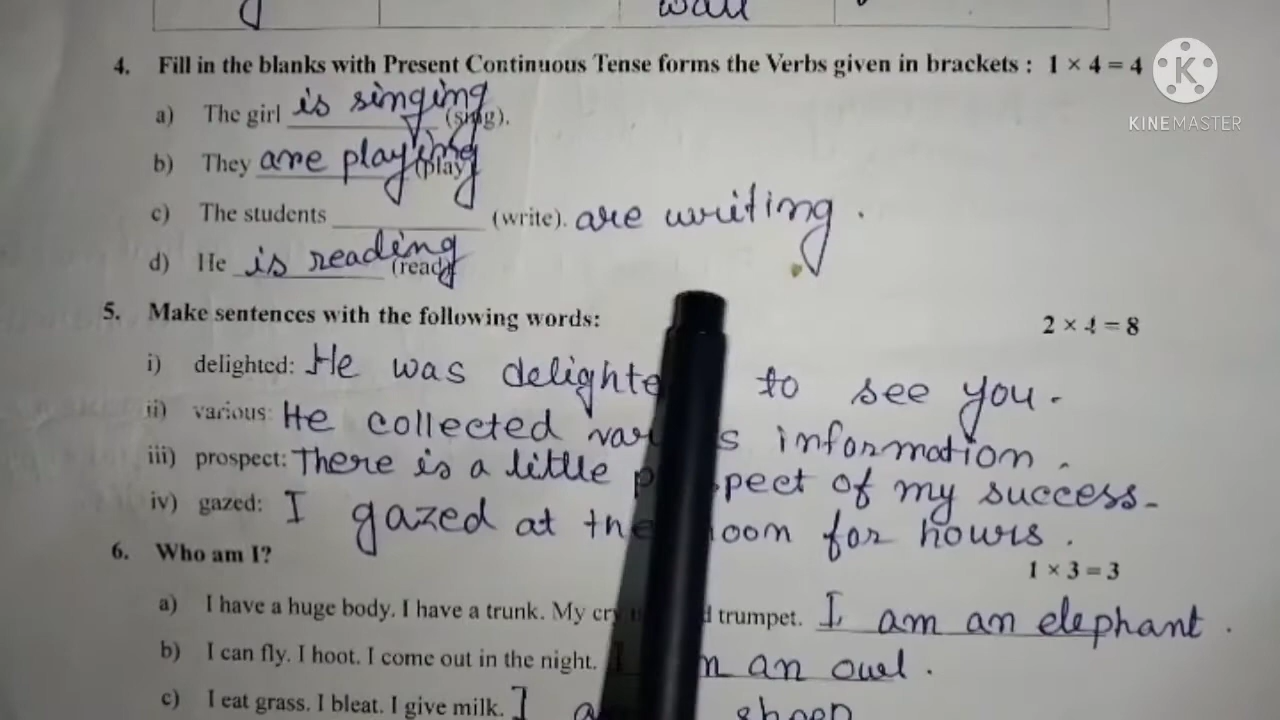 wall
4. Fill in the blanks with Present Continuous Tense forms the Verbs given in brackets : 1 × 4 = 4
KINEMASTER
a) The girl is singing (sing).
b) They are playing (play)
c) The students ____________ (write). are writing.
d) He is reading (read)
5. Make sentences with the following words: 2 × 4 = 8
i) delighted: He was delighte to see you.
ii) various: He collected var s information.
iii) prospect: There is a little p pect of my success-
iv) gazed: I gazed at the oon for hours.
6. Who am I? 1 × 3 = 3
a) I have a huge body. I have a trunk. My cry d trumpet. I am an elephant.
b) I can fly. I hoot. I come out in the night. I m an owl.
c) I eat grass. I bleat. I give milk. I a sheep